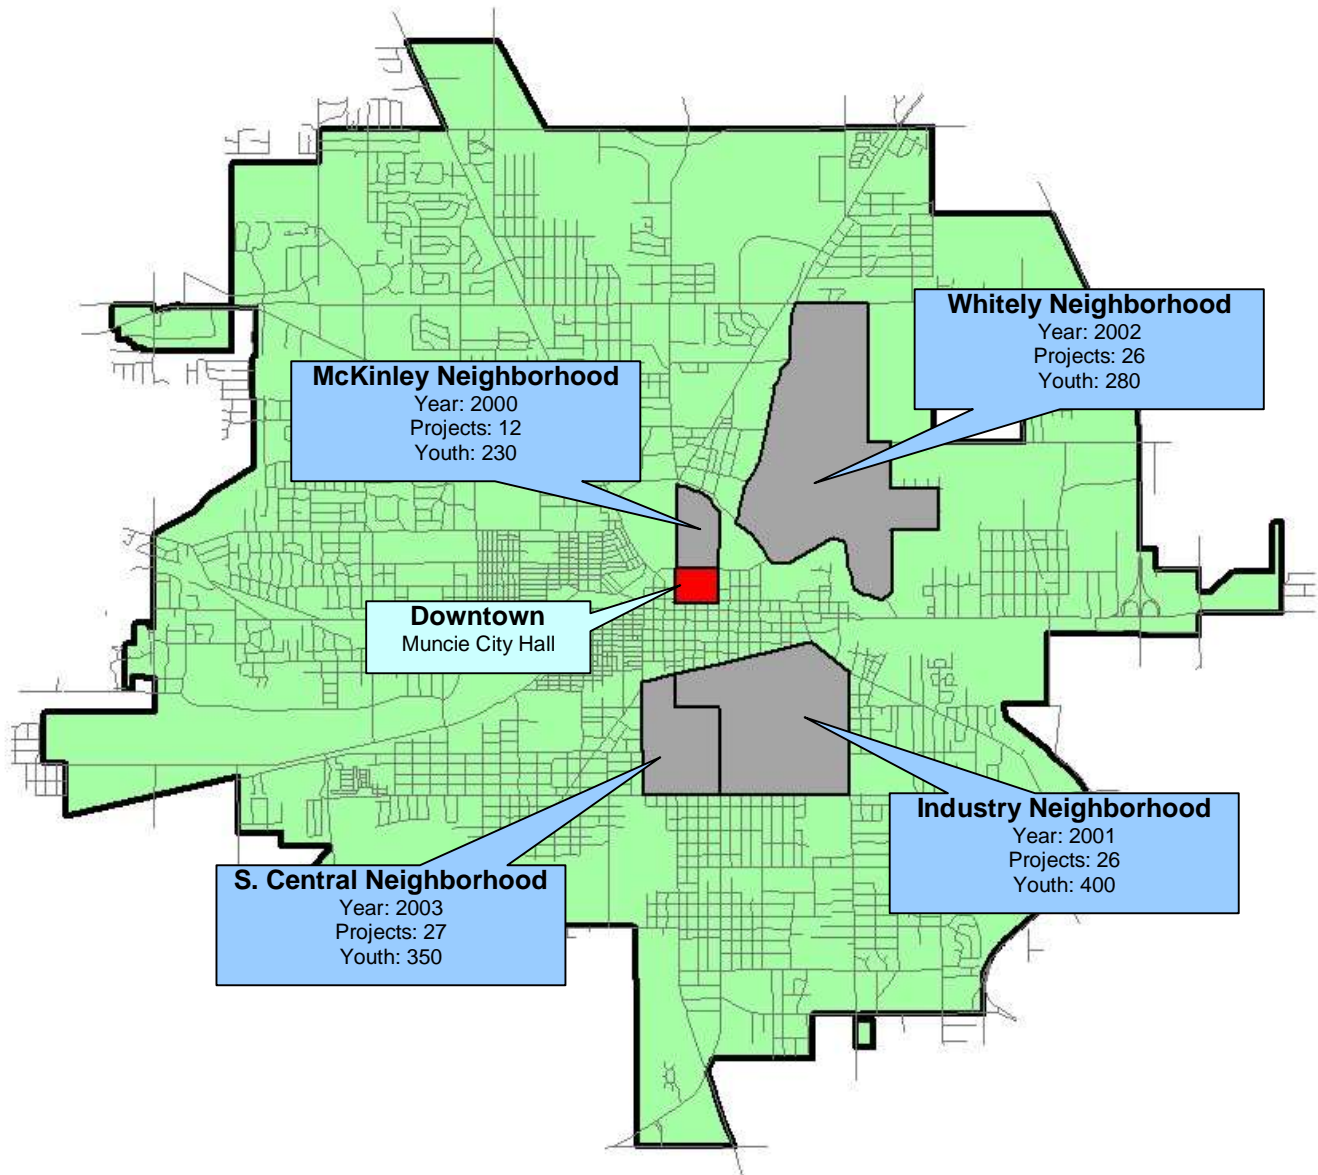 Whitely Neighborhood
Year: 2002
Projects: 26
Youth: 280
McKinley Neighborhood
Year: 2000
Projects: 12
Youth: 230
Downtown
Muncie City Hall
Industry Neighborhood
Year: 2001
Projects: 26
Youth: 400
S. Central Neighborhood
Year: 2003
Projects: 27
Youth: 350